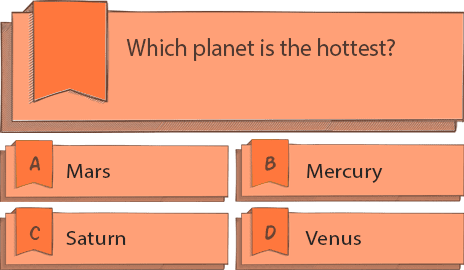 Which planet is the hottest?
A Mars
B Mercury
C Saturn
D Venus